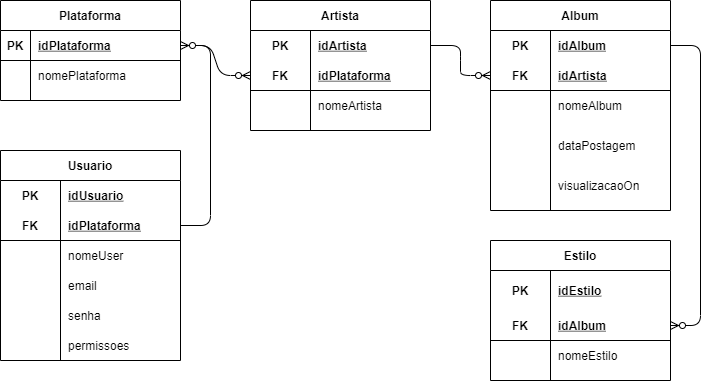 Plataforma
PK idPlataforma
nomePlataforma
Artista
PK idArtista
FK idPlataforma
nomeArtista
Album
PK idAlbum
FK idArtista
nomeAlbum
dataPostagem
visualizacaoOn
Usuario
PK idUsuario
FK idPlataforma
nomeUser
email
senha
permissoes
Estilo
PK idEstilo
FK idAlbum
nomeEstilo